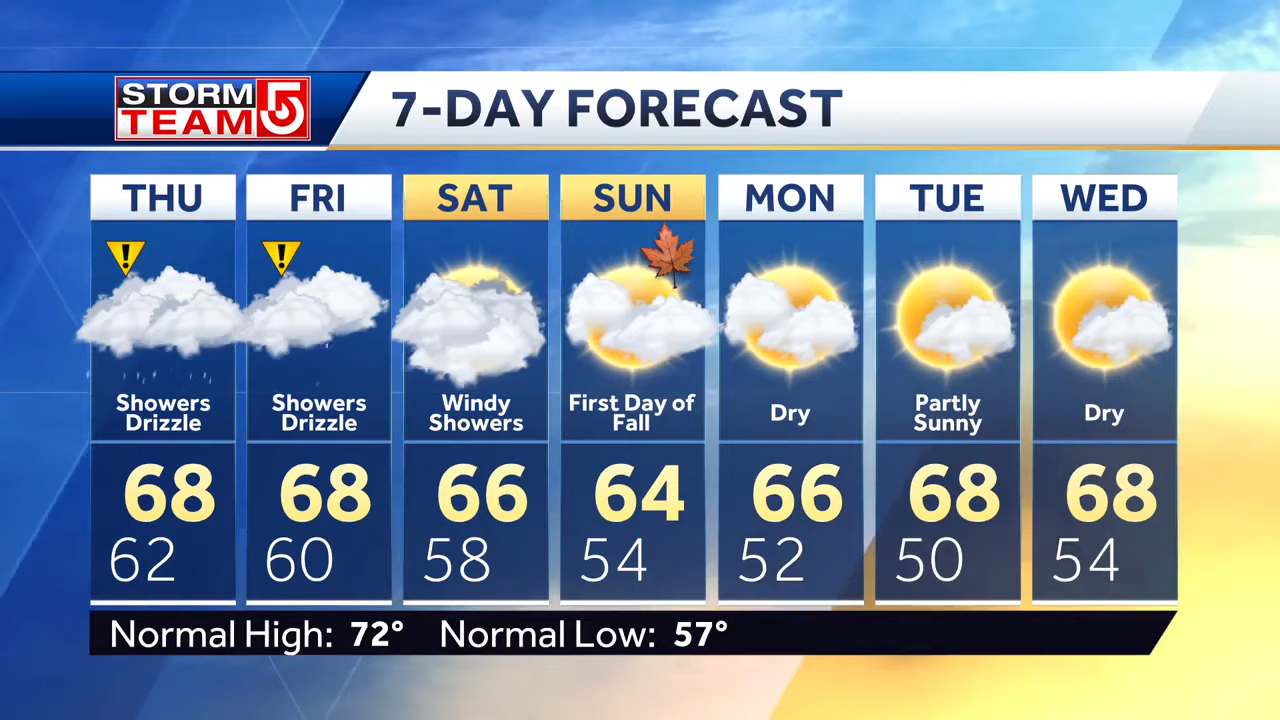 STORM
TEAM 5
7-DAY FORECAST
THU FRI SAT SUN MON TUE WED
! !
Showers Drizzle
Showers Drizzle
Windy Showers
First Day of Fall
Dry
Partly Sunny
Dry
68 68 66 64 66 68 68
62 60 58 54 52 50 54
Normal High: 72° Normal Low: 57°